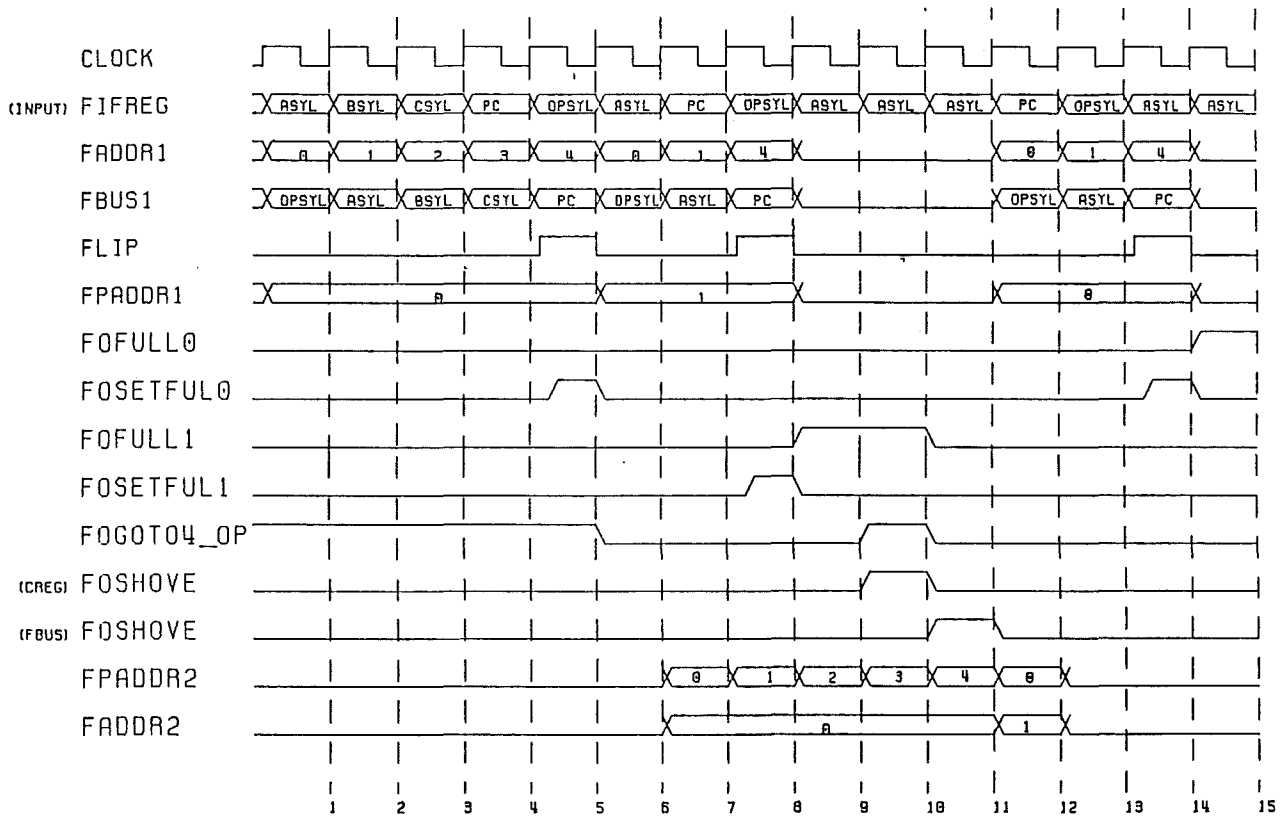 CLOCK
(INPUT) FIFREG ASYL BSYL CSYL PC OPSYL ASYL PC OPSYL ASYL ASYL ASYL PC OPSYL ASYL ASYL
FADDR1 0 1 2 3 4 0 1 4 0 1 4
FBUS1 OPSYL ASYL BSYL CSYL PC OPSYL ASYL PC OPSYL ASYL PC
FLIP
FPADDR1 0 1 0
FOFULL0
FOSETFUL0
FOFULL1
FOSETFUL1
FOGOTO4_OP
(CREG) FOSHOVE
(FBUS) FOSHOVE
FPADDR2 0 1 2 3 4 0
FADDR2 0 1
1 2 3 4 5 6 7 8 9 10 11 12 13 14 15